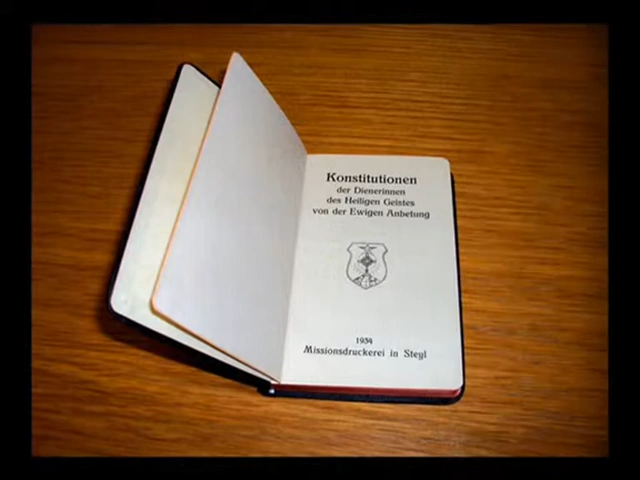 Konstitutionen
der Dienerinnen
des Heiligen Geistes
von der Ewigen Anbetung
1934
Missionsdruckerei in Steyl